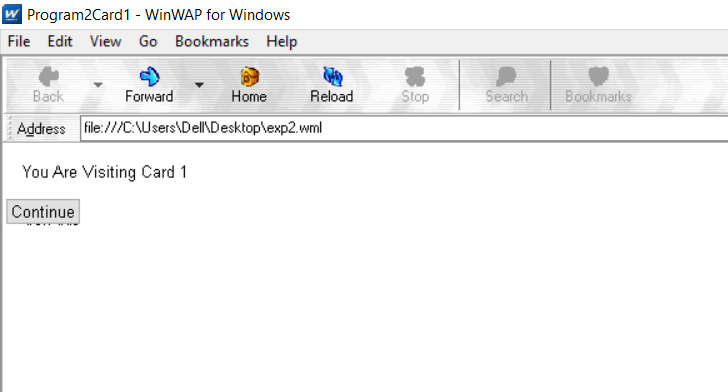 Program2Card1 - WinWAP for Windows
File Edit View Go Bookmarks Help
Back Forward Home Reload Stop Search Bookmarks
Address file:///C:\Users\Dell\Desktop\exp2.wml
You Are Visiting Card 1
Continue